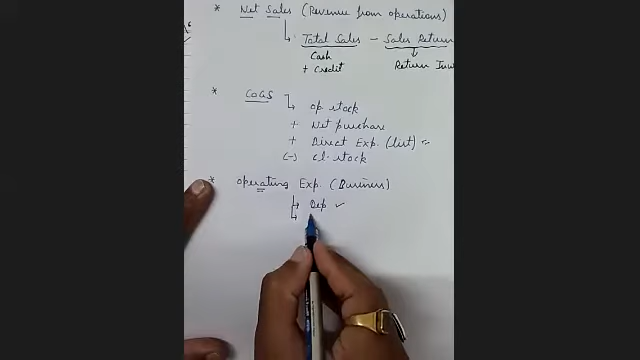 * Net Sales (Revenue from operations)
Total Sales - Sales Return
Cash
+ Credit
Return Inw
* COGS
op stock
+ Net purchase
+ Direct Exp. (list)
(-) cl. stock
* Operating Exp. (Business)
Dep ✓